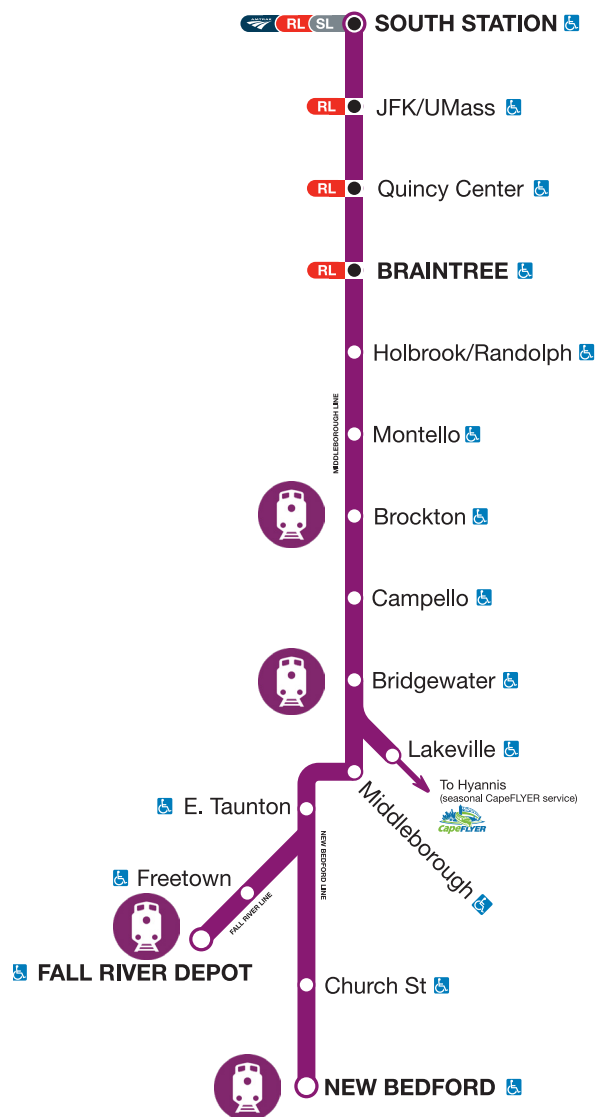 AMTRAK RL SL SOUTH STATION
RL JFK/UMass
RL Quincy Center
RL BRAINTREE
Holbrook/Randolph
Montello
MIDDLEBOROUGH LINE
Brockton
Campello
Bridgewater
Lakeville
To Hyannis
(seasonal CapeFLYER service)
CapeFLYER
Middleborough
E. Taunton
NEW BEDFORD LINE
Freetown
FALL RIVER LINE
FALL RIVER DEPOT
Church St
NEW BEDFORD